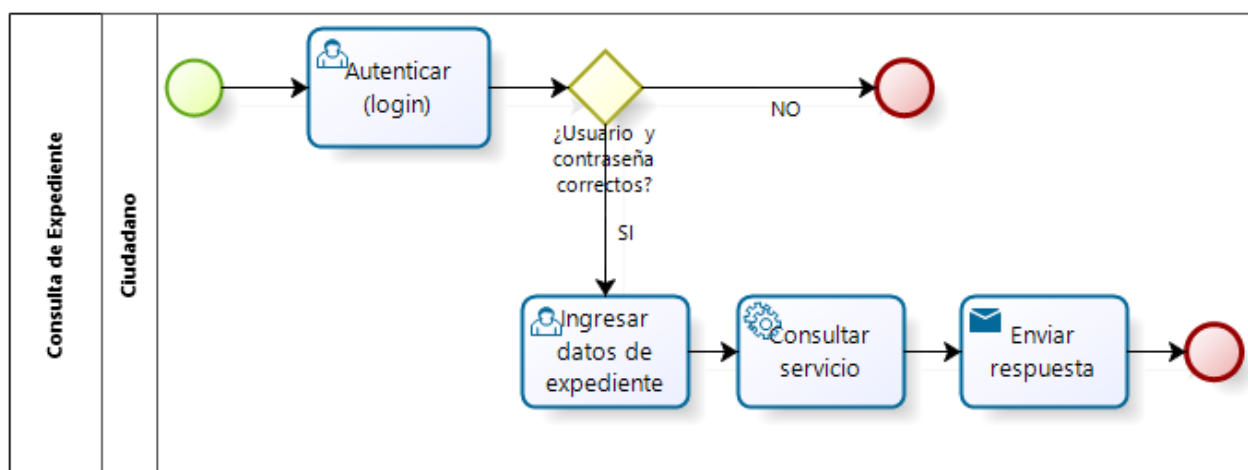 Consulta de Expediente
Ciudadano
Autenticar
(login)
¿Usuario y
contraseña
correctos?
NO
SI
Ingresar
datos de
expediente
Consultar
servicio
Enviar
respuesta